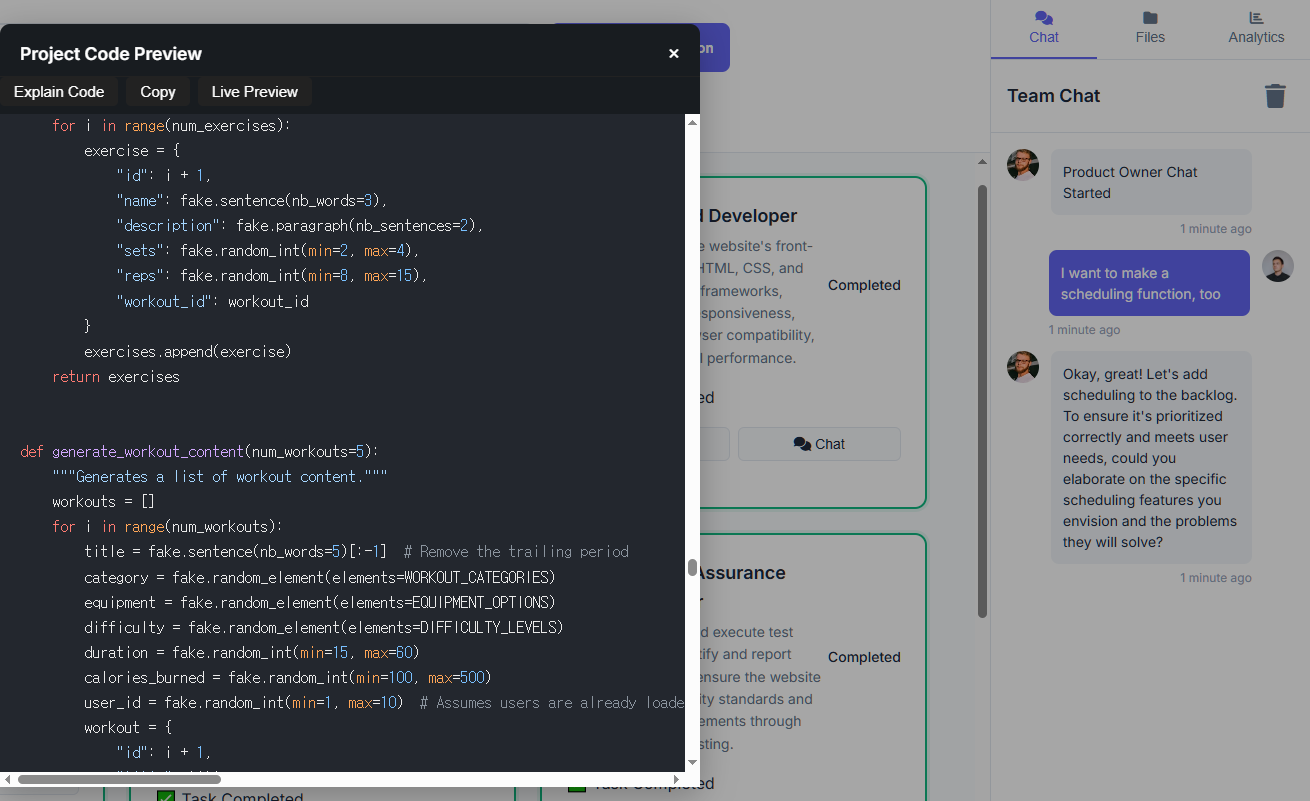 Project Code Preview
×
Explain Code
Copy
Live Preview
for i in range(num_exercises):
exercise = {
"id": i + 1,
"name": fake.sentence(nb_words=3),
"description": fake.paragraph(nb_sentences=2),
"sets": fake.random_int(min=2, max=4),
"reps": fake.random_int(min=8, max=15),
"workout_id": workout_id
}
exercises.append(exercise)
return exercises
def generate_workout_content(num_workouts=5):
"""Generates a list of workout content."""
workouts = []
for i in range(num_workouts):
title = fake.sentence(nb_words=5)[:-1]  # Remove the trailing period
category = fake.random_element(elements=WORKOUT_CATEGORIES)
equipment = fake.random_element(elements=EQUIPMENT_OPTIONS)
difficulty = fake.random_element(elements=DIFFICULTY_LEVELS)
duration = fake.random_int(min=15, max=60)
calories_burned = fake.random_int(min=100, max=500)
user_id = fake.random_int(min=1, max=10)  # Assumes users are already loade
workout = {
"id": i + 1,
on
Developer
website's front-
HTML, CSS, and
frameworks,
sponsiveness,
ser compatibility,
performance.
Completed
ed
Chat
Assurance
d execute test
tify and report
ensure the website
ity standards and
ements through
sting.
Completed
Task Completed
Task Completed
Chat
Files
Analytics
Team Chat
Product Owner Chat
Started
1 minute ago
I want to make a
scheduling function, too
1 minute ago
Okay, great! Let's add
scheduling to the backlog.
To ensure it's prioritized
correctly and meets user
needs, could you
elaborate on the specific
scheduling features you
envision and the problems
they will solve?
1 minute ago